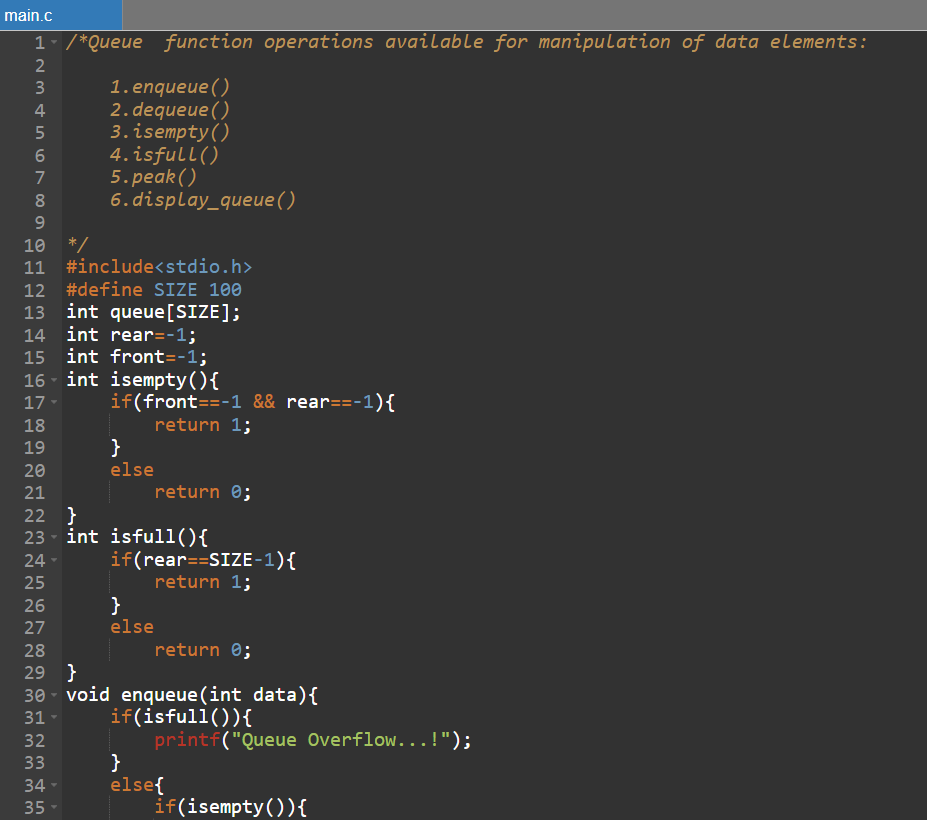 main.c
1 /*Queue  function operations available for manipulation of data elements:
2
3     1.enqueue()
4     2.dequeue()
5     3.isempty()
6     4.isfull()
7     5.peak()
8     6.display_queue()
9
10 */
11 #include<stdio.h>
12 #define SIZE 100
13 int queue[SIZE];
14 int rear=-1;
15 int front=-1;
16 int isempty(){
17     if(front==-1 && rear==-1){
18         return 1;
19     }
20     else
21         return 0;
22 }
23 int isfull(){
24     if(rear==SIZE-1){
25         return 1;
26     }
27     else
28         return 0;
29 }
30 void enqueue(int data){
31     if(isfull()){
32         printf("Queue Overflow...!");
33     }
34     else{
35         if(isempty()){